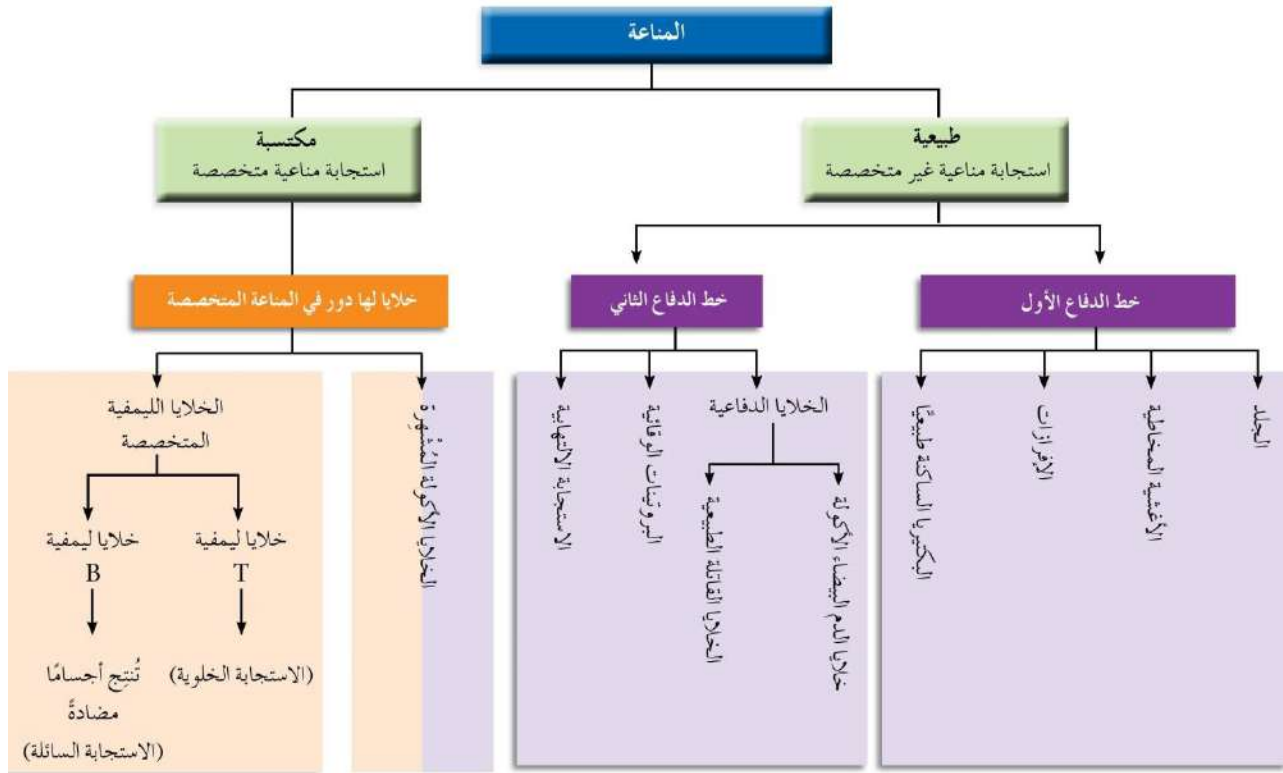 المناعة
طبيعية
استجابة مناعية غير متخصصة
مكتسبة
استجابة مناعية متخصصة
خط الدفاع الأول
خط الدفاع الثاني
خلايا لها دور في المناعة المتخصصة
الجلد
الأغشية المخاطية
الإفرازات
البكتيريا الساكنة طبيعيًا
الخلايا الدفاعية
خلايا الدم البيضاء الأكولة
الخلايا القاتلة الطبيعية
البروتينات الوقائية
الاستجابة الالتهابية
الخلايا الأكولة المُشْهِرة
الخلايا الليمفية
المتخصصة
خلايا ليمفية
T
(الاستجابة الخلوية)
خلايا ليمفية
B
تُنتِج أجسامًا
مضادةً
(الاستجابة السائلة)